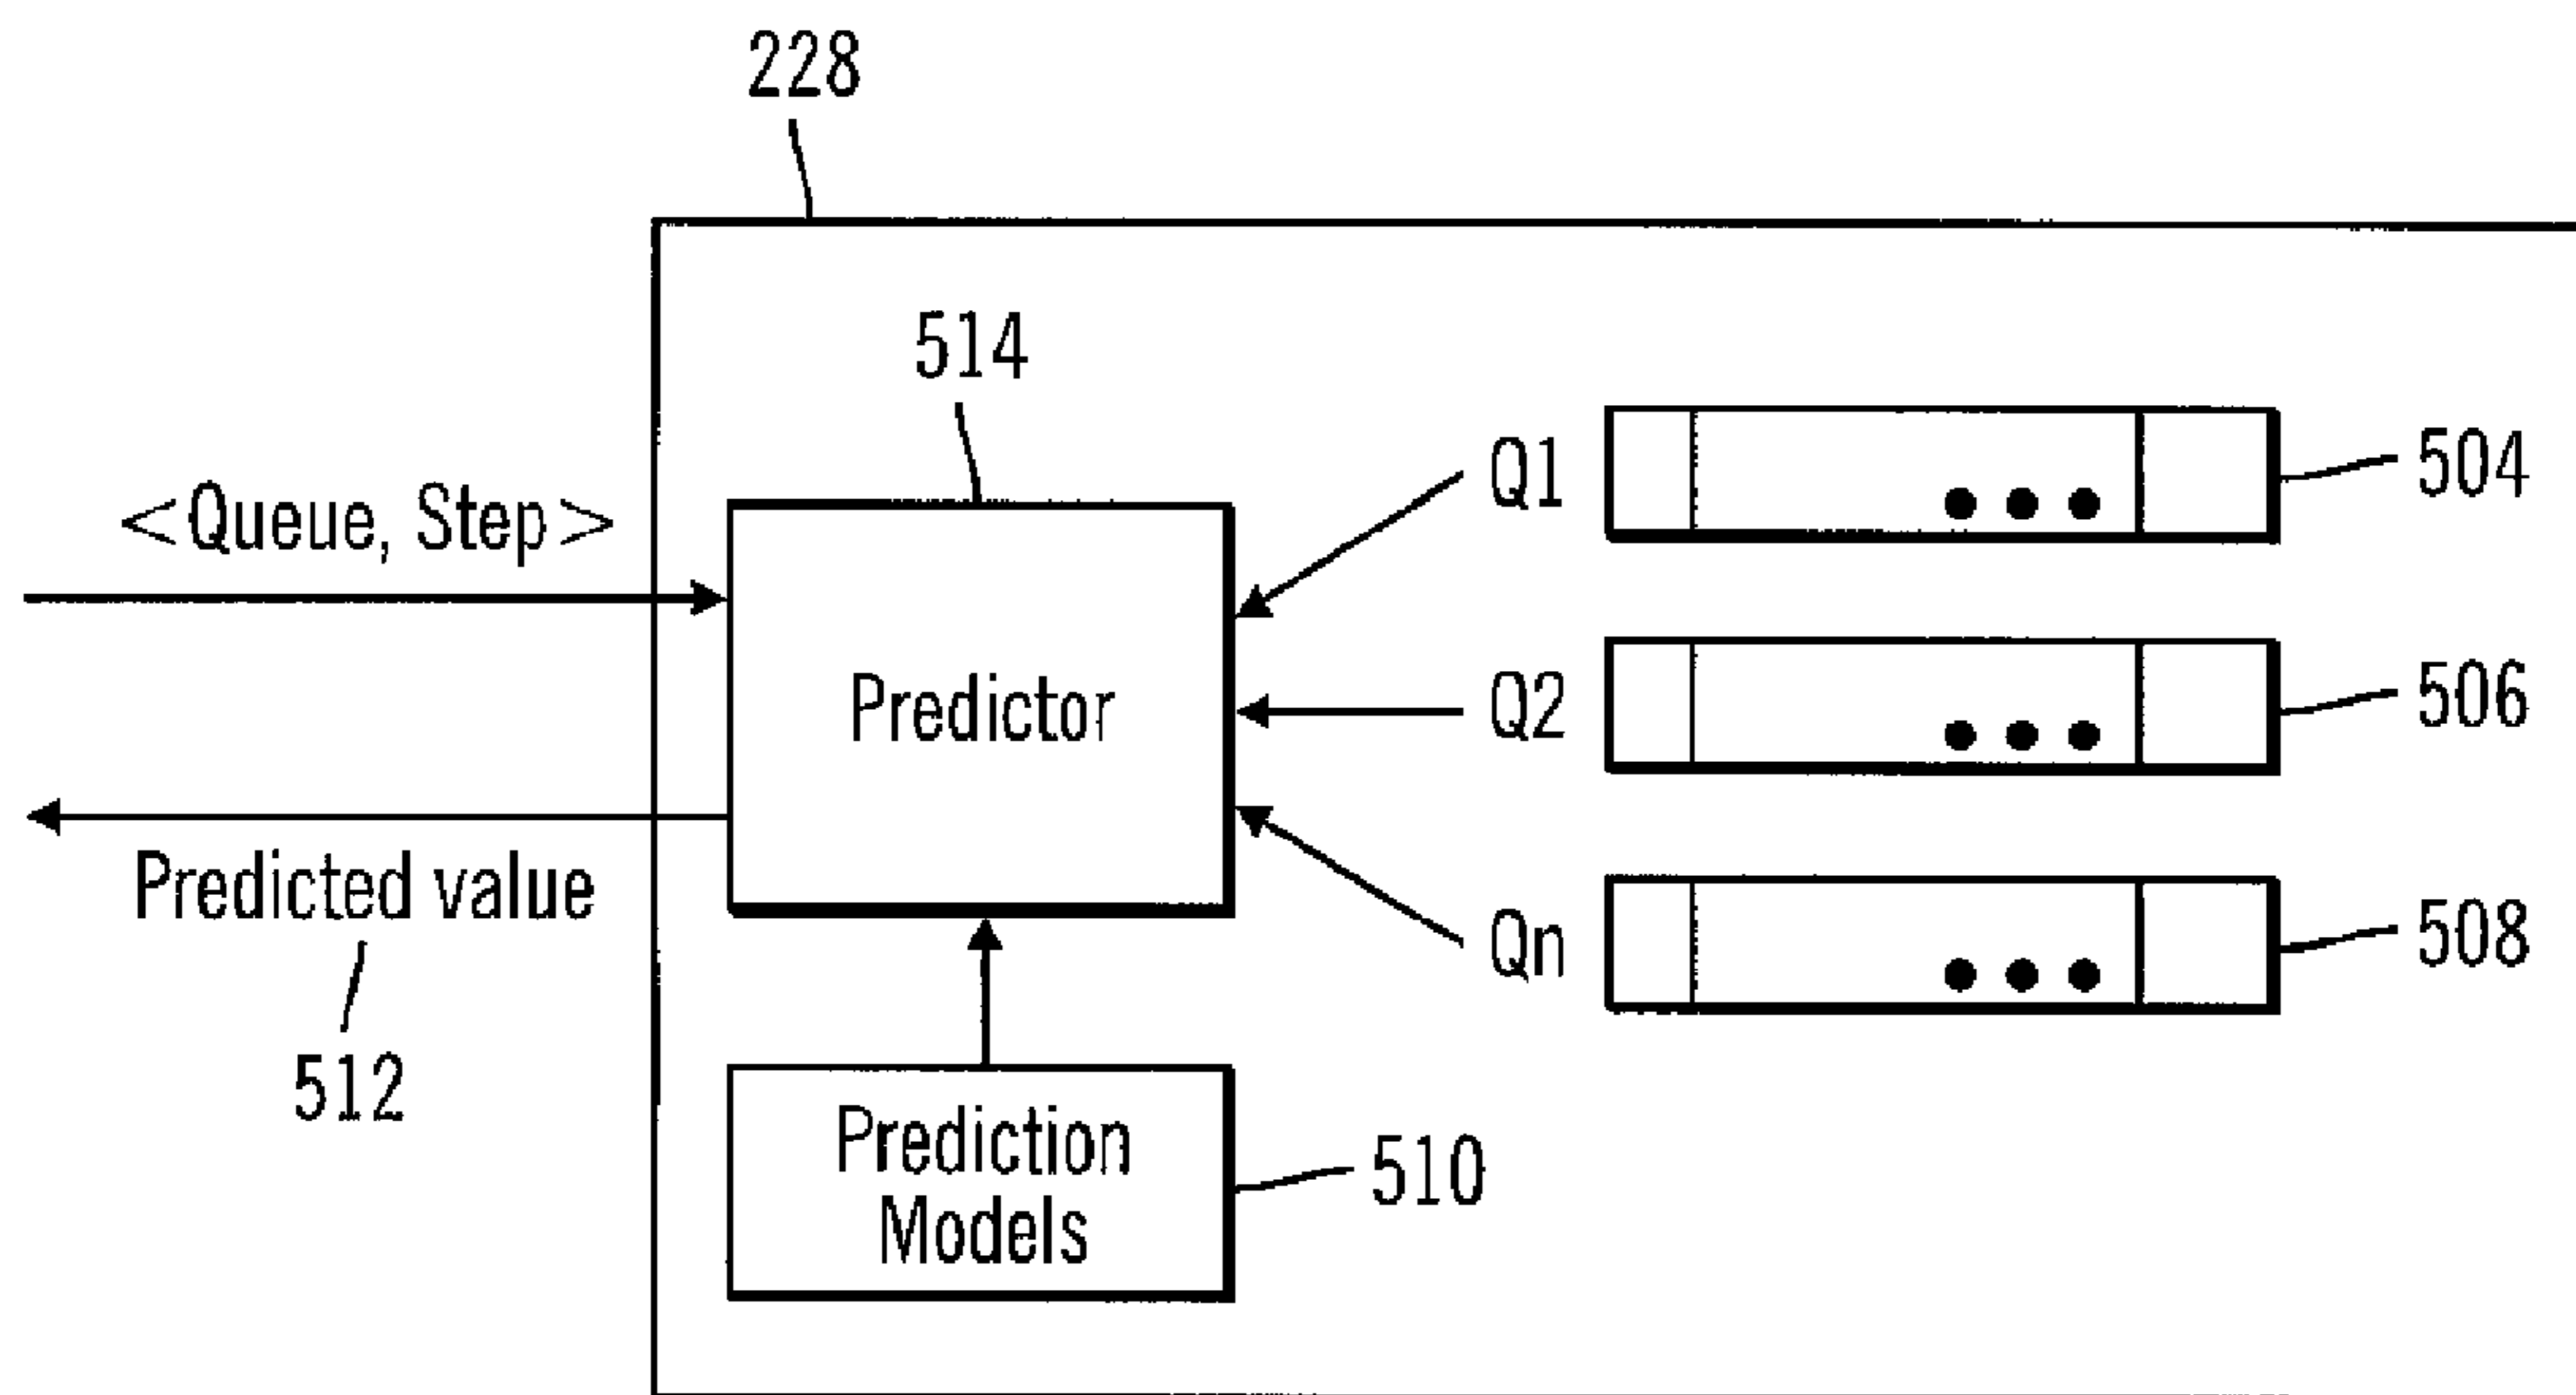 228
514
<Queue, Step>
Q1
504
Predictor
Q2
506
Predicted value
Qn
508
512
Prediction
Models
510